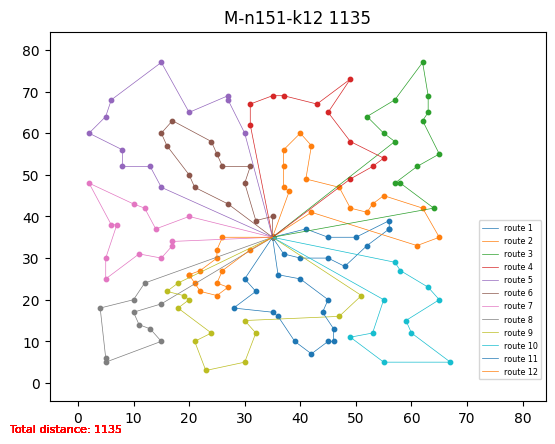 M-n151-k12 1135
80
70
60
50
40
30
20
10
0
route 1
route 2
route 3
route 4
route 5
route 6
route 7
route 8
route 9
route 10
route 11
route 12
0 10 20 30 40 50 60 70 80
Total distance: 1135